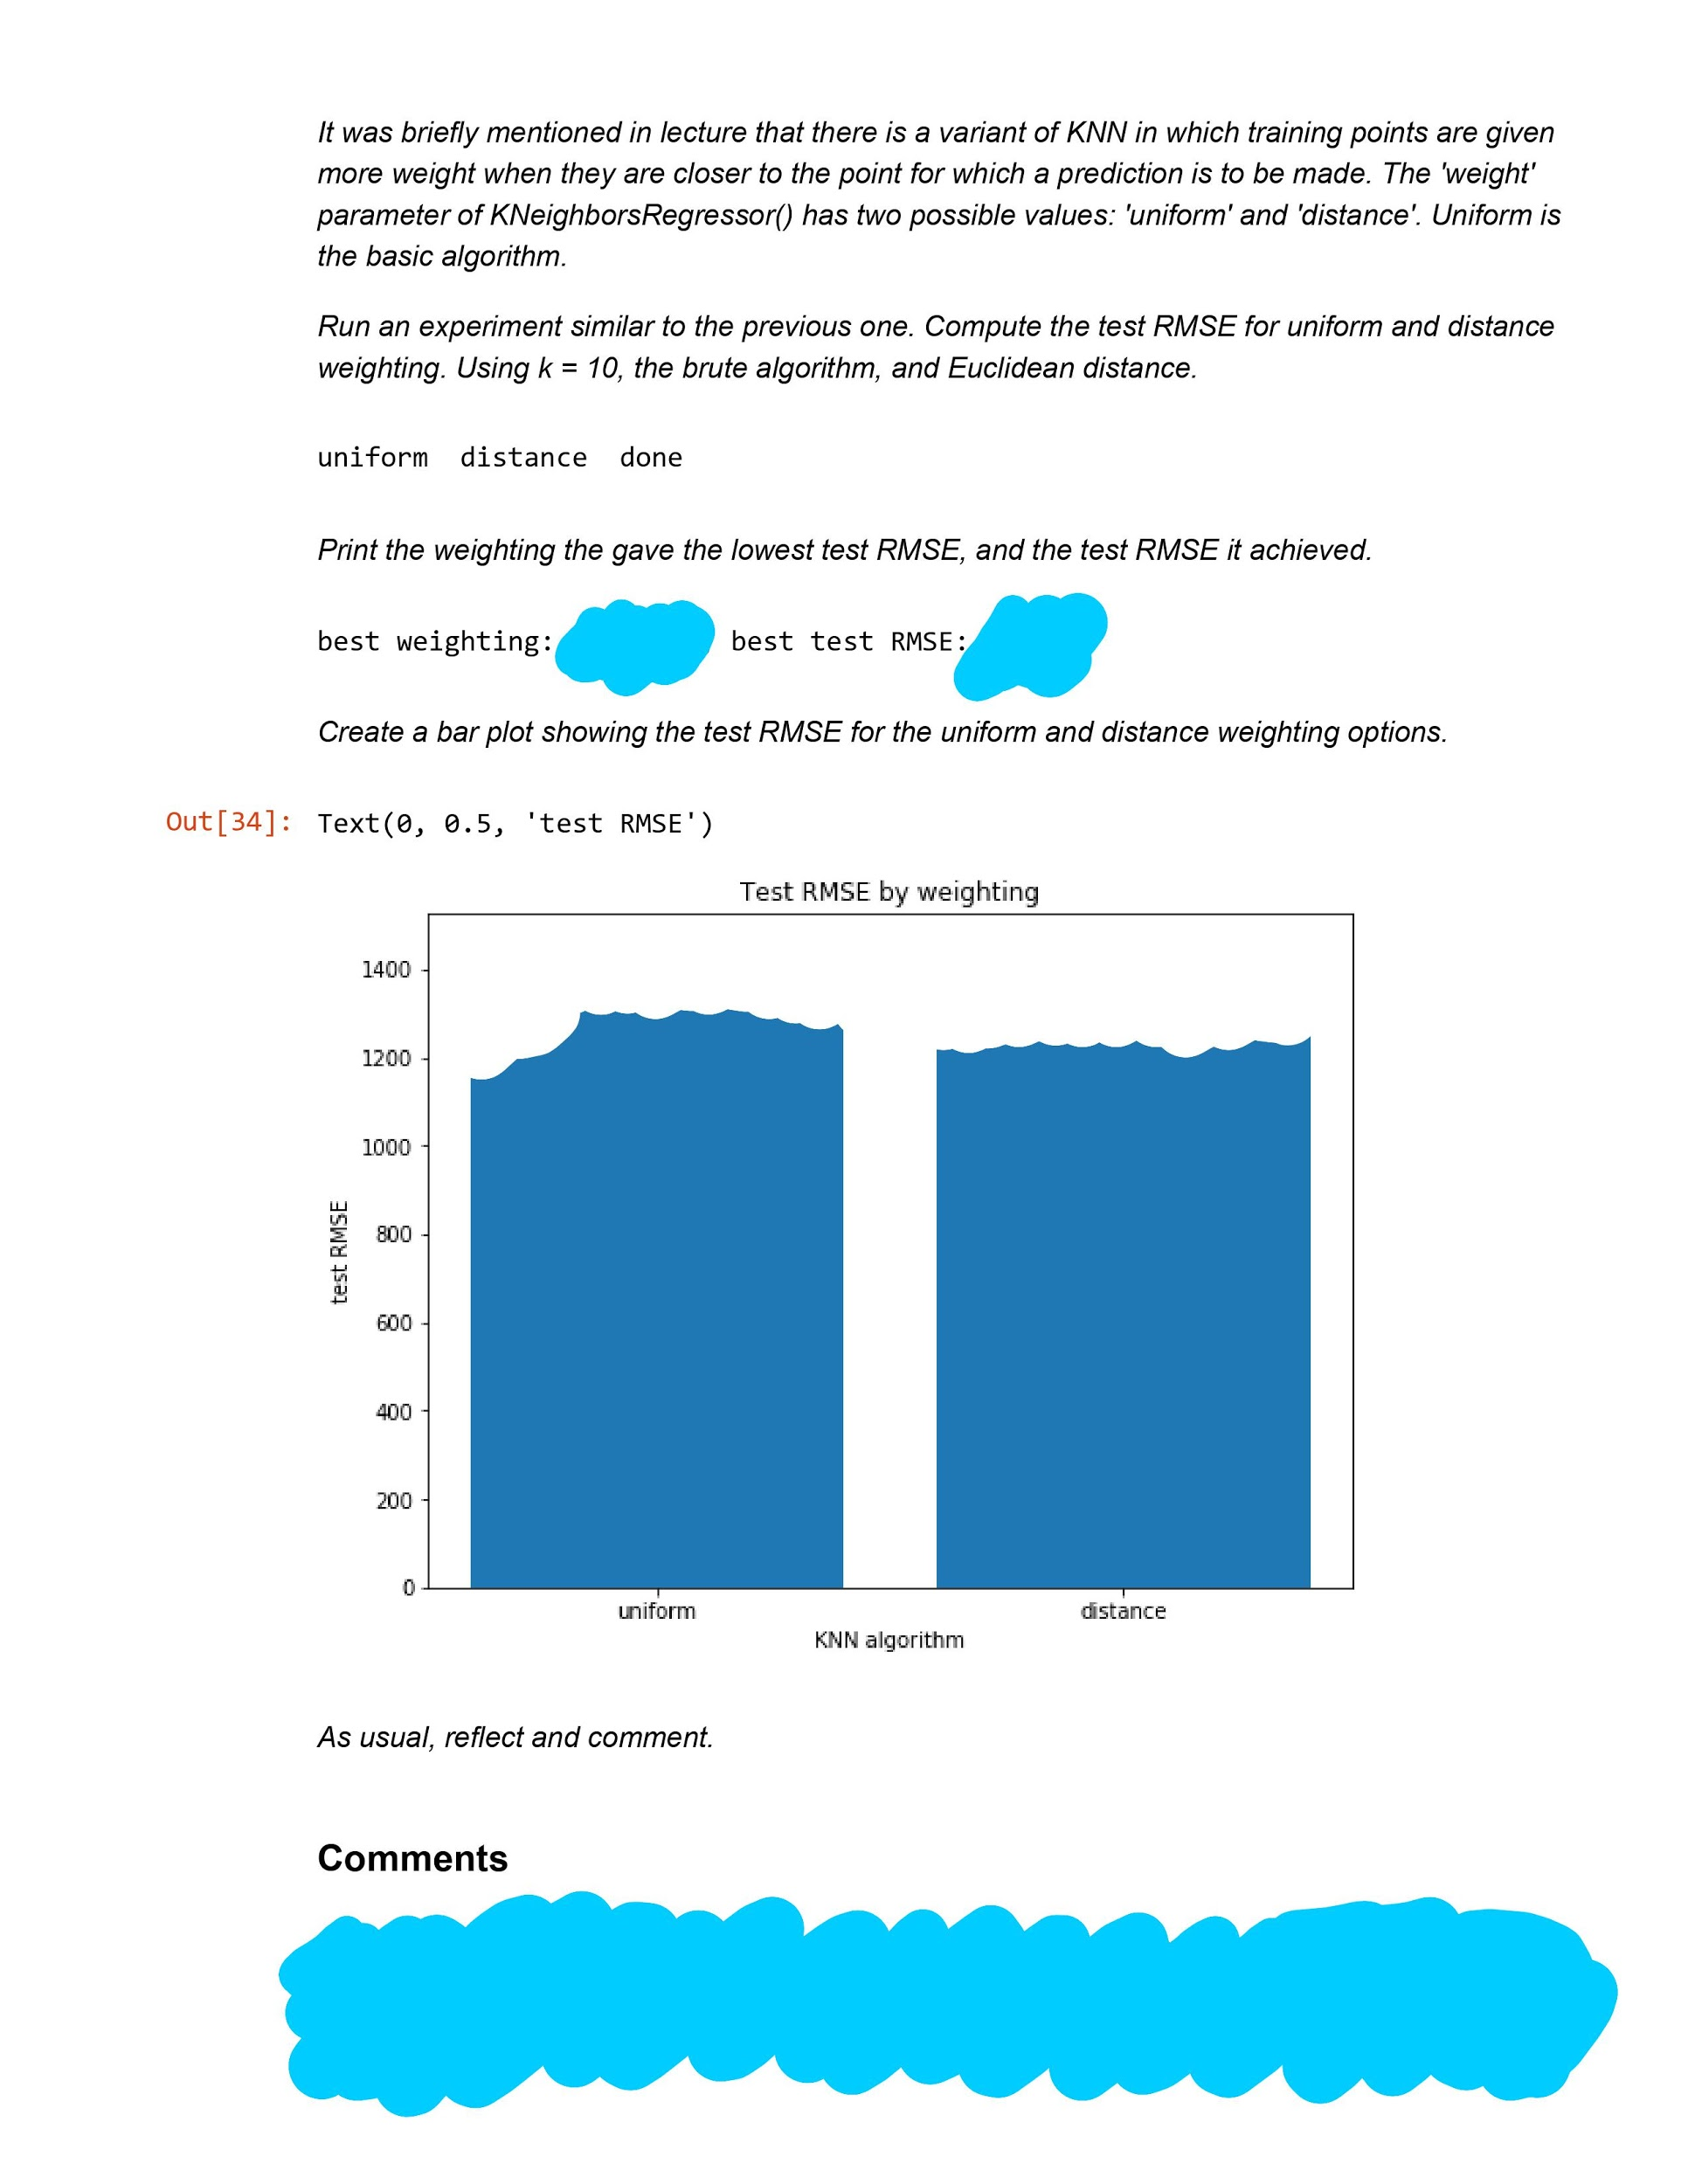 It was briefly mentioned in lecture that there is a variant of KNN in which training points are given
more weight when they are closer to the point for which a prediction is to be made. The 'weight'
parameter of KNeighborsRegressor() has two possible values: 'uniform' and 'distance'. Uniform is
the basic algorithm.
Run an experiment similar to the previous one. Compute the test RMSE for uniform and distance
weighting. Using k = 10, the brute algorithm, and Euclidean distance.
uniform distance done
Print the weighting the gave the lowest test RMSE, and the test RMSE it achieved.
best weighting: best test RMSE:
Create a bar plot showing the test RMSE for the uniform and distance weighting options.
Out[34]: Text(0, 0.5, 'test RMSE')
Test RMSE by weighting
1400
1200
1000
800
600
400
200
0
test RMSE
uniform distance
KNN algorithm
As usual, reflect and comment.
Comments